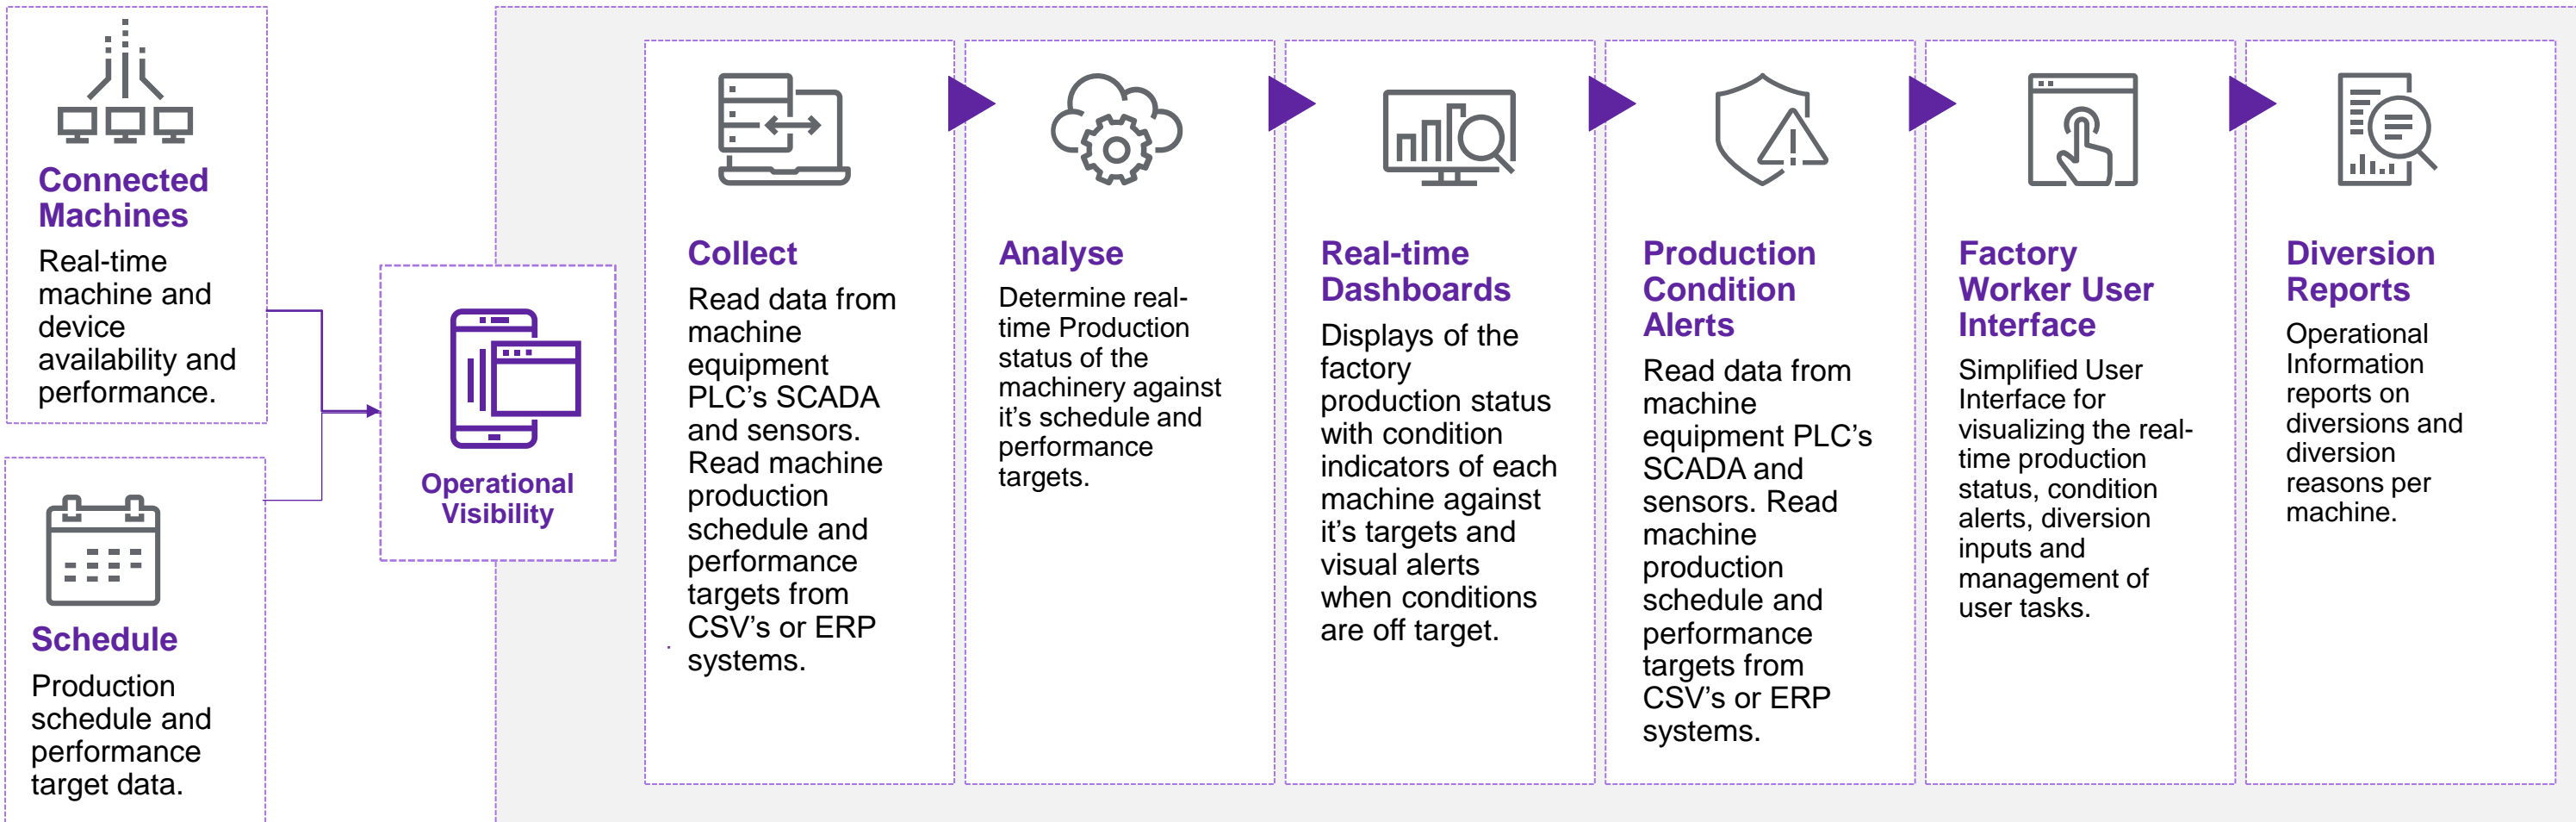 Connected
Machines
Real-time
machine and
device
availability and
performance.
Schedule
Production
schedule and
performance
target data.
Operational
Visibility
Collect
Read data from
machine
equipment
PLC’s SCADA
and sensors.
Read machine
production
schedule and
performance
targets from
CSV’s or ERP
systems.
Analyse
Determine real-
time Production
status of the
machinery against
it’s schedule and
performance
targets.
Real-time
Dashboards
Displays of the
factory
production status
with condition
indicators of each
machine against
it’s targets and
visual alerts
when conditions
are off target.
Production
Condition
Alerts
Read data from
machine
equipment PLC’s
SCADA and
sensors. Read
machine
production
schedule and
performance
targets from
CSV’s or ERP
systems.
Factory
Worker User
Interface
Simplified User
Interface for
visualizing the real-
time production
status, condition
alerts, diversion
inputs and
management of
user tasks.
Diversion
Reports
Operational
Information
reports on
diversions and
diversion
reasons per
machine.